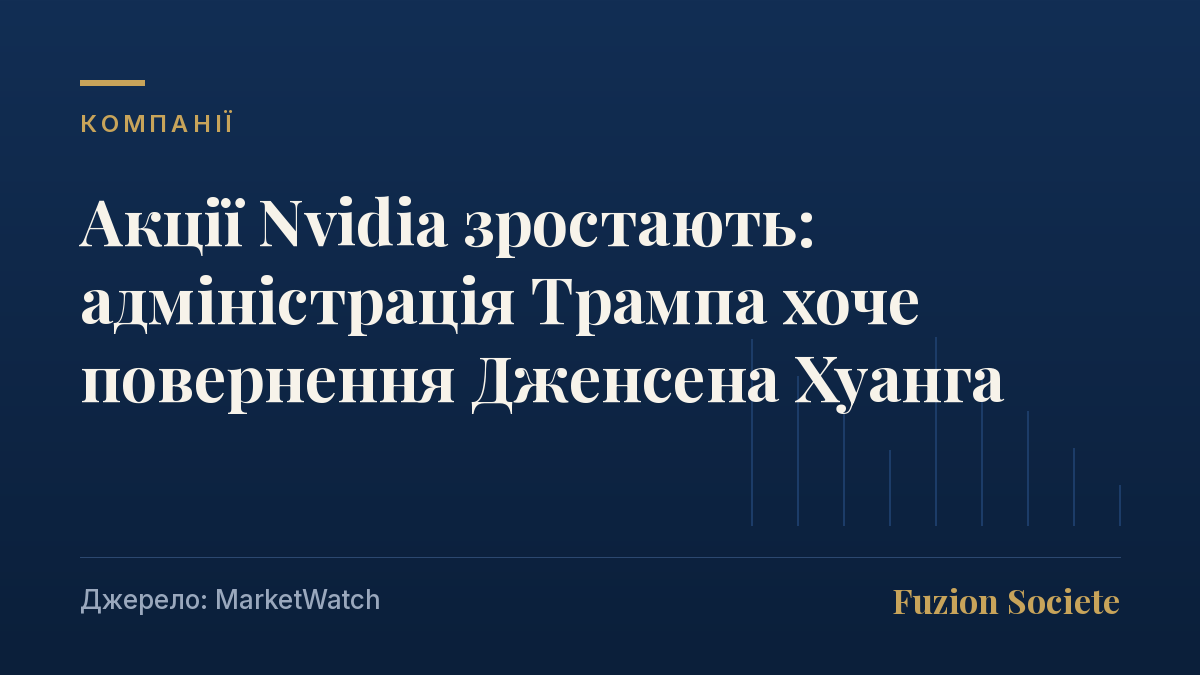 КОМПАНІЇ
Акції Nvidia зростають:
адміністрація Трампа хоче
повернення Дженсена Хуанга
Джерело: MarketWatch
Fuzion Societe